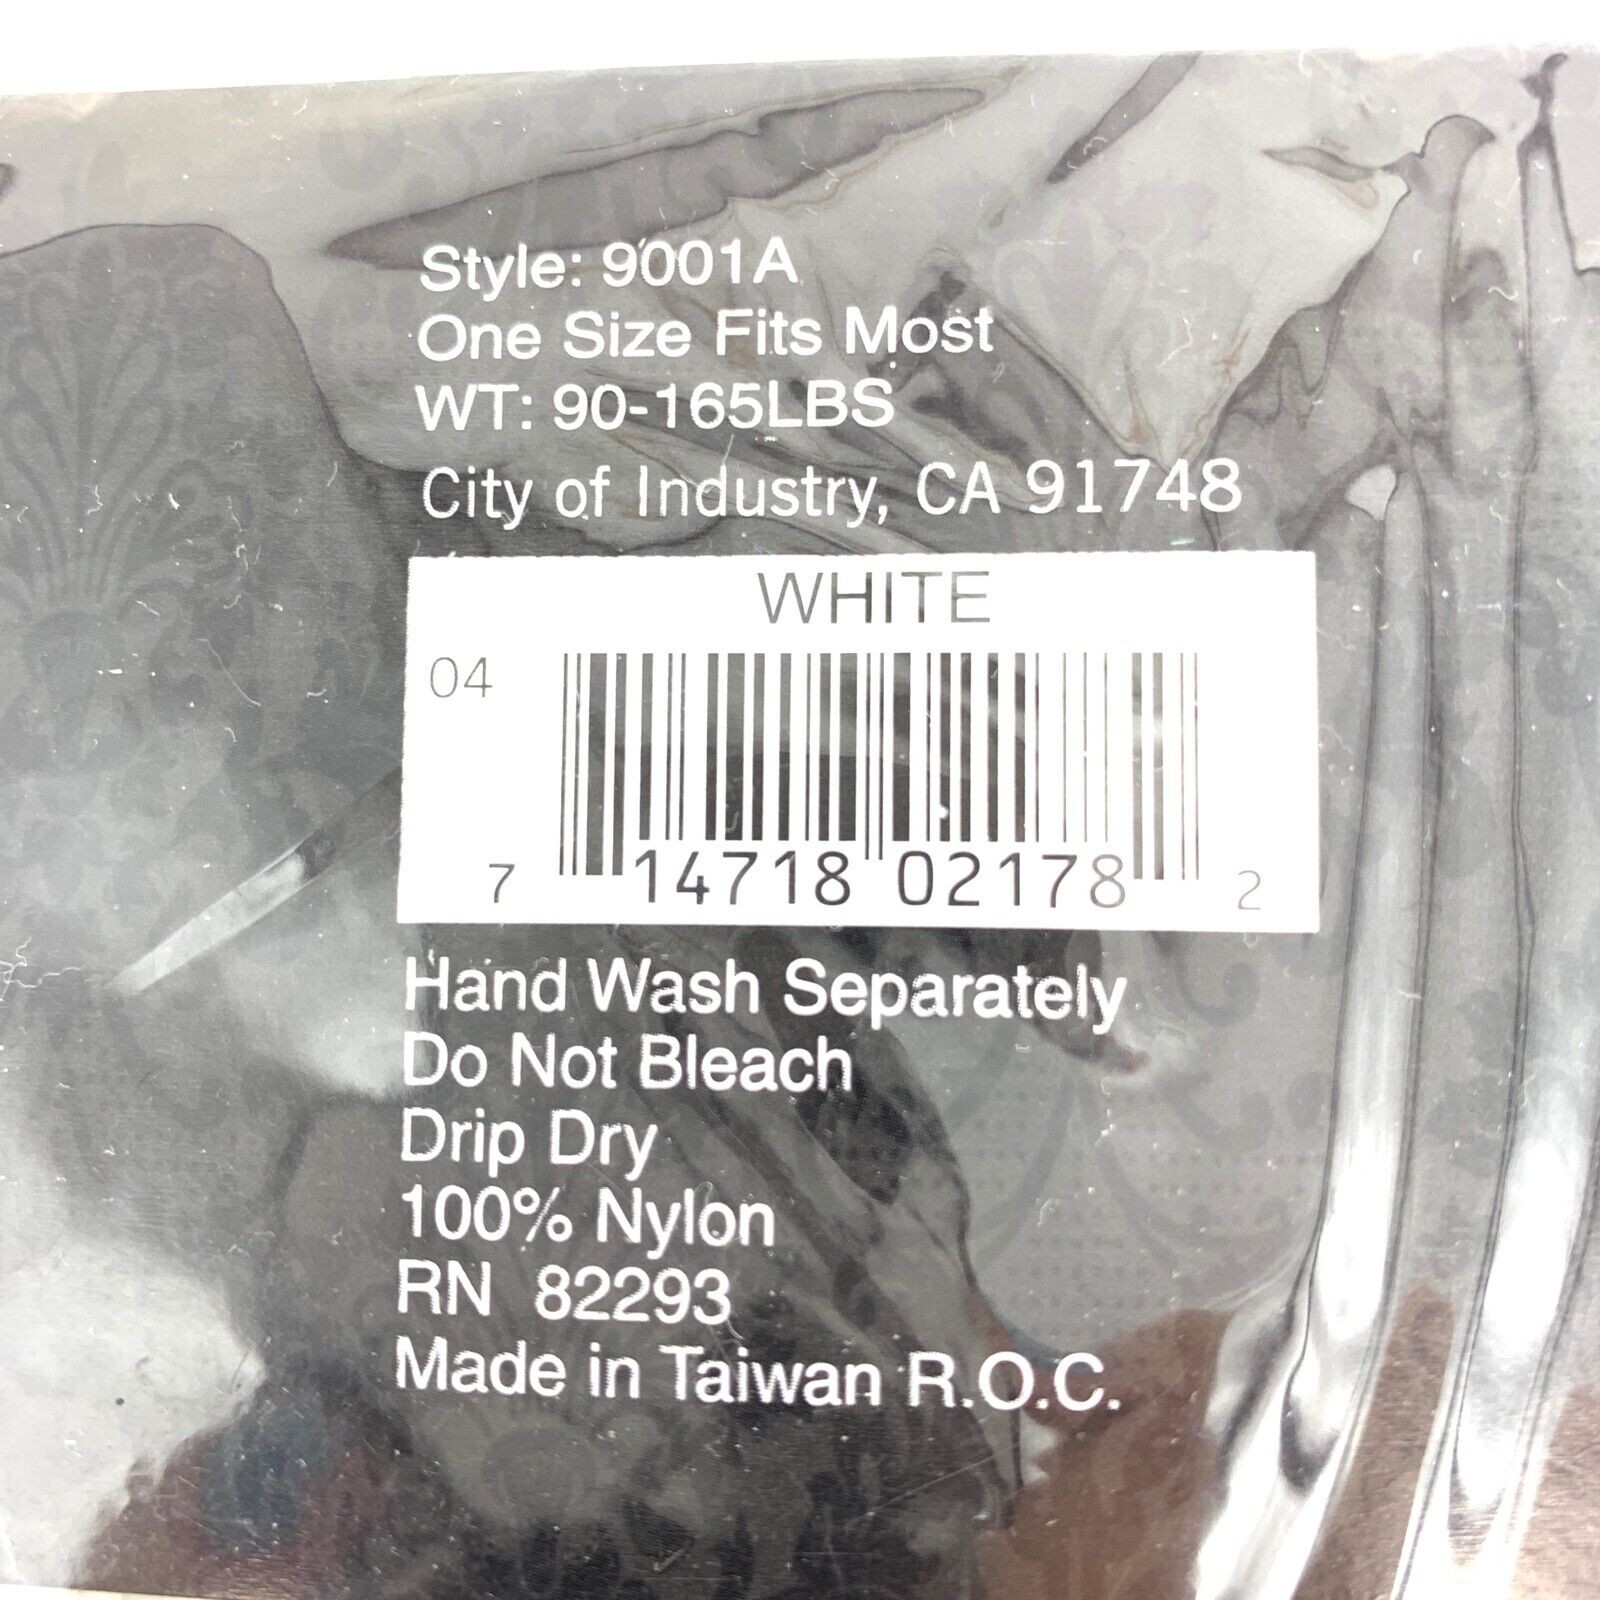 Style: 9001A
One Size Fits Most
WT: 90-165LBS
City of Industry, CA 91748
WHITE
04
7 14718 02178 2
Hand Wash Separately
Do Not Bleach
Drip Dry
100% Nylon
RN 82293
Made in Taiwan R.O.C.